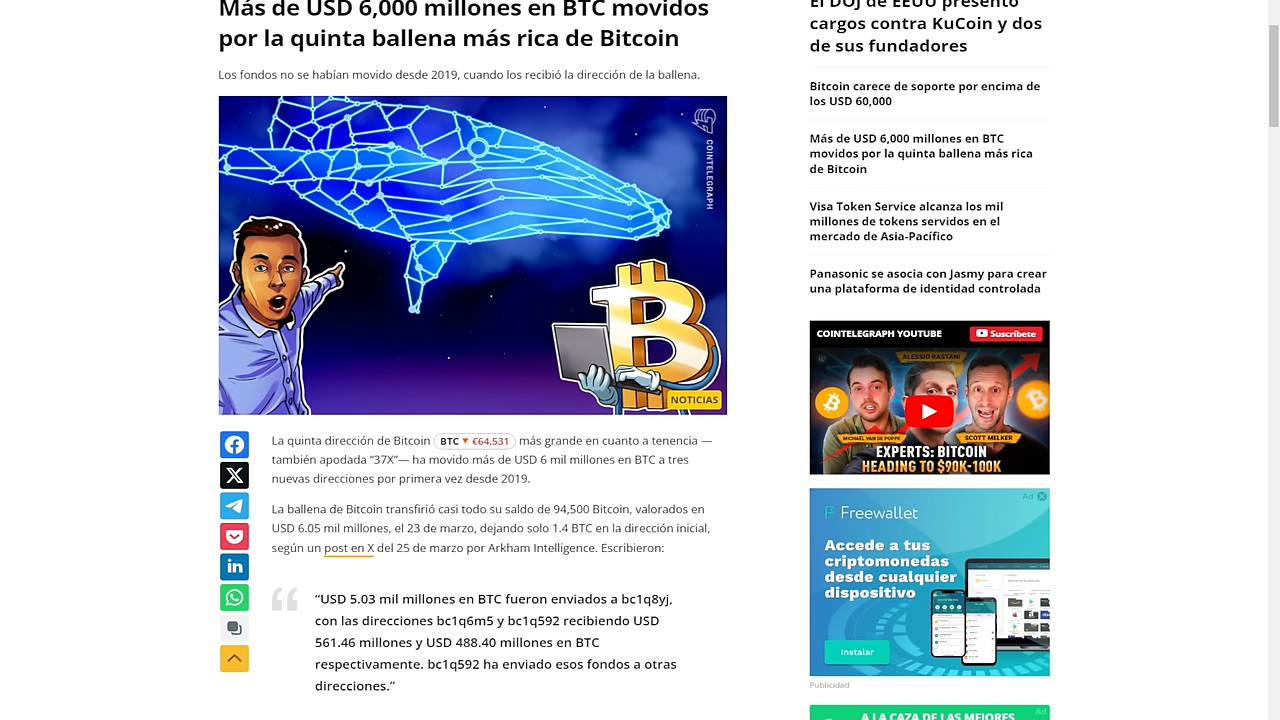 Más de USD 6,000 millones en BTC movidos
por la quinta ballena más rica de Bitcoin
Los fondos no se habían movido desde 2019, cuando los recibió la dirección de la ballena.
COINTELEGRAPH
NOTICIAS
La quinta dirección de Bitcoin BTC €64,531 más grande en cuanto a tenencia —
también apodada “37X”— ha movido más de USD 6 mil millones en BTC a tres
nuevas direcciones por primera vez desde 2019.
La ballena de Bitcoin transfirió casi todo su saldo de 94,500 Bitcoin, valorados en
USD 6.05 mil millones, el 23 de marzo, dejando solo 1.4 BTC en la dirección inicial,
según un post en X del 25 de marzo por Arkham Intelligence. Escribieron:
“USD 5.03 mil millones en BTC fueron enviados a bc1q8yj,
con las direcciones bc1q6m5 y bc1q592 recibiendo USD
561.46 millones y USD 488.40 millones en BTC
respectivamente. bc1q592 ha enviado esos fondos a otras
direcciones.”
El DOJ de EEUU presentó
cargos contra KuCoin y dos
de sus fundadores
Bitcoin carece de soporte por encima de
los USD 60,000
Más de USD 6,000 millones en BTC
movidos por la quinta ballena más rica
de Bitcoin
Visa Token Service alcanza los mil
millones de tokens servidos en el
mercado de Asia-Pacífico
Panasonic se asocia con Jasmy para crear
una plataforma de identidad controlada
COINTELEGRAPH YOUTUBE
Suscríbete
ALESSIO RASTANI
MICHAËL VAN DE POPPE
SCOTT MELKER
EXPERTS: BITCOIN
HEADING TO $90K-100K
Ad
Freewallet
Accede a tus
criptomonedas
desde cualquier
dispositivo
Instalar
Publicidad
Ad
A LA CAZA DE LAS MEJORES